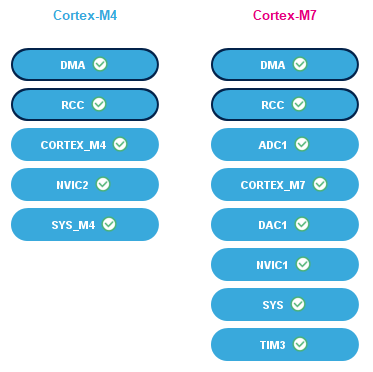 Cortex-M4
DMA
RCC
CORTEX_M4
NVIC2
SYS_M4
Cortex-M7
DMA
RCC
ADC1
CORTEX_M7
DAC1
NVIC1
SYS
TIM3